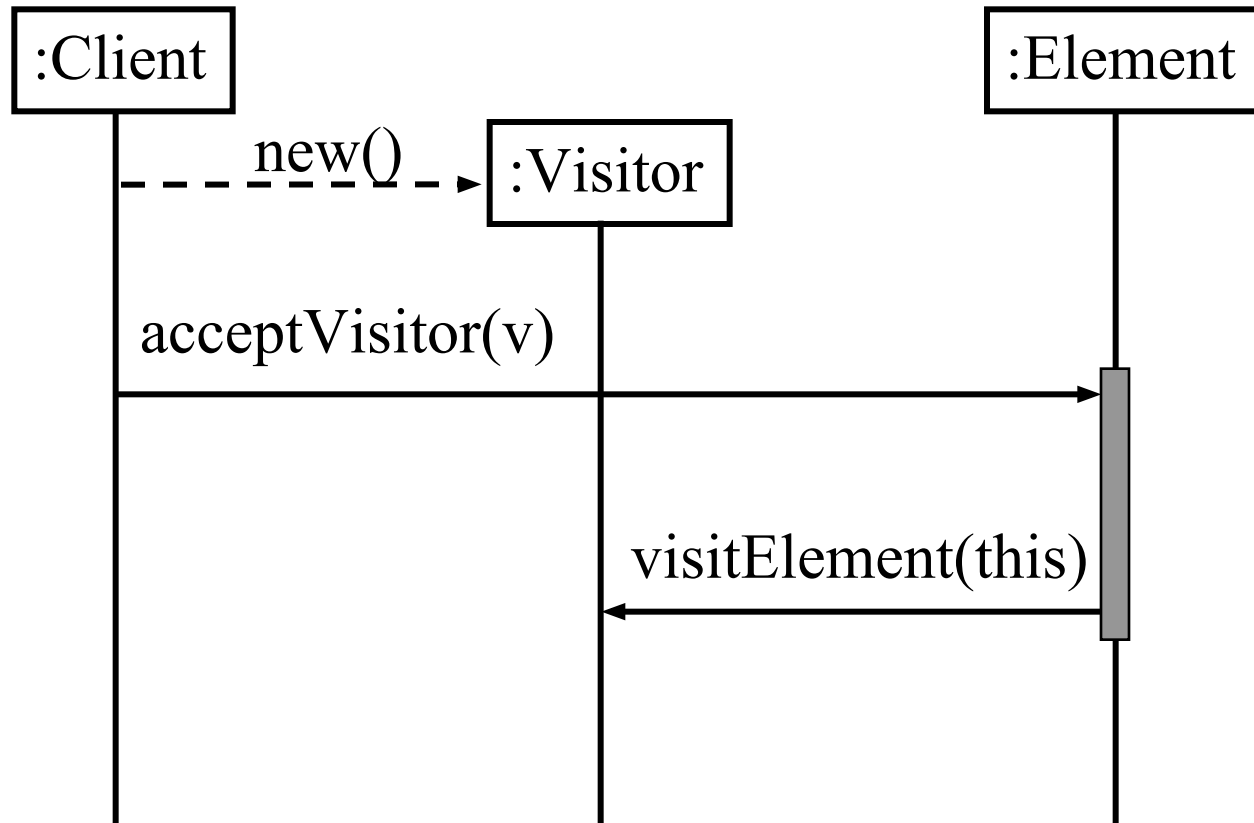 :Client
:Element
new()
:Visitor
acceptVisitor(v)
visitElement(this)